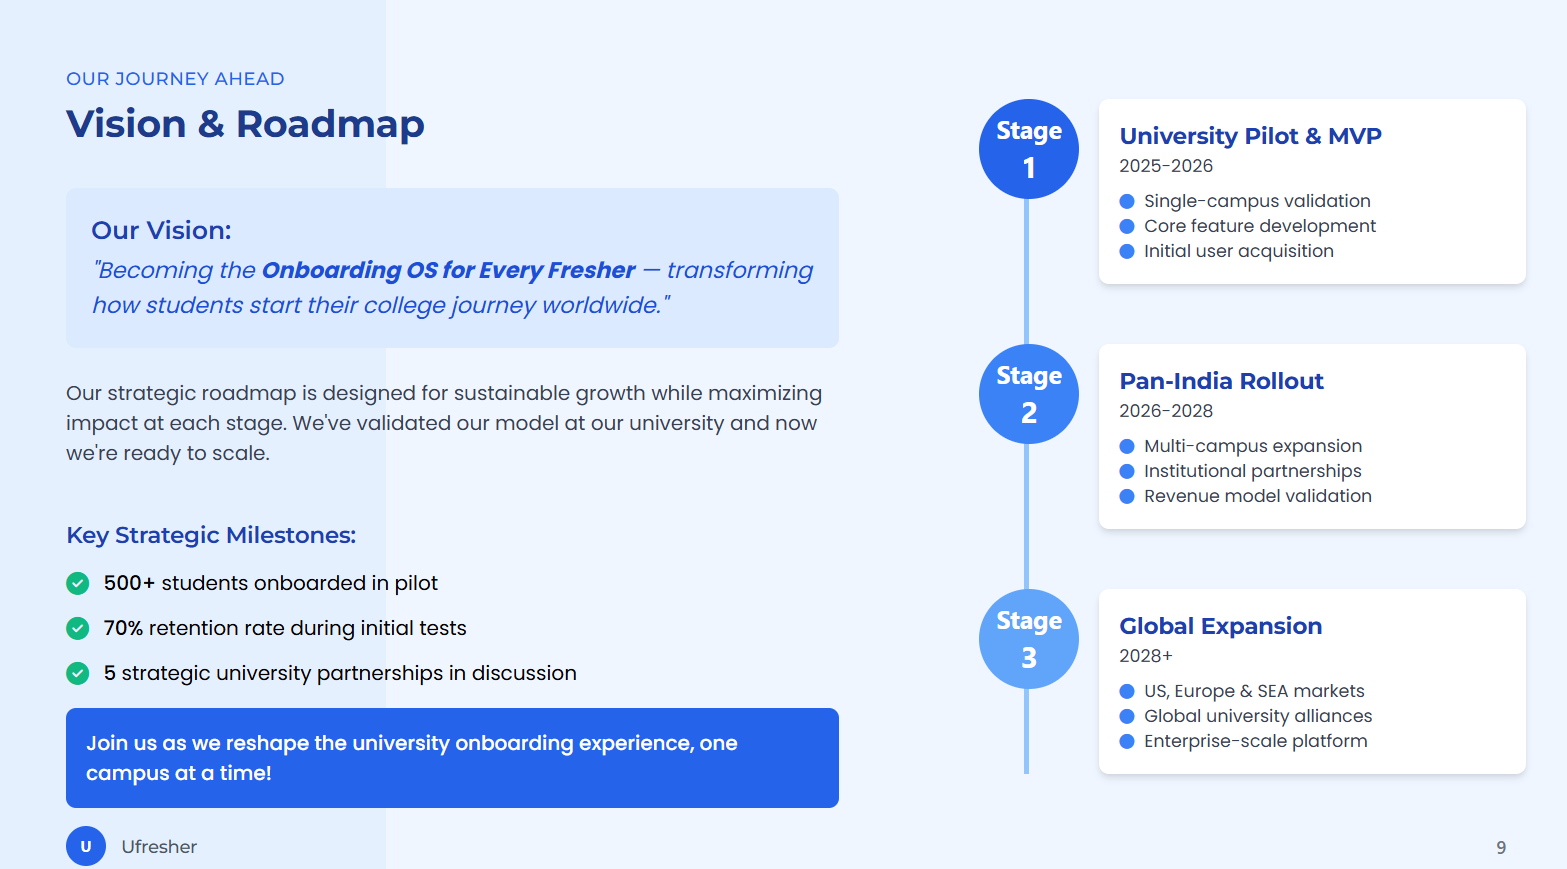 OUR JOURNEY AHEAD
Vision & Roadmap
Our Vision:
"Becoming the Onboarding OS for Every Fresher — transforming
how students start their college journey worldwide."
Our strategic roadmap is designed for sustainable growth while maximizing
impact at each stage. We've validated our model at our university and now
we're ready to scale.
Key Strategic Milestones:
500+ students onboarded in pilot
70% retention rate during initial tests
5 strategic university partnerships in discussion
Join us as we reshape the university onboarding experience, one
campus at a time!
Stage
1
University Pilot & MVP
2025-2026
Single-campus validation
Core feature development
Initial user acquisition
Stage
2
Pan-India Rollout
2026-2028
Multi-campus expansion
Institutional partnerships
Revenue model validation
Stage
3
Global Expansion
2028+
US, Europe & SEA markets
Global university alliances
Enterprise-scale platform
U
Ufresher
9